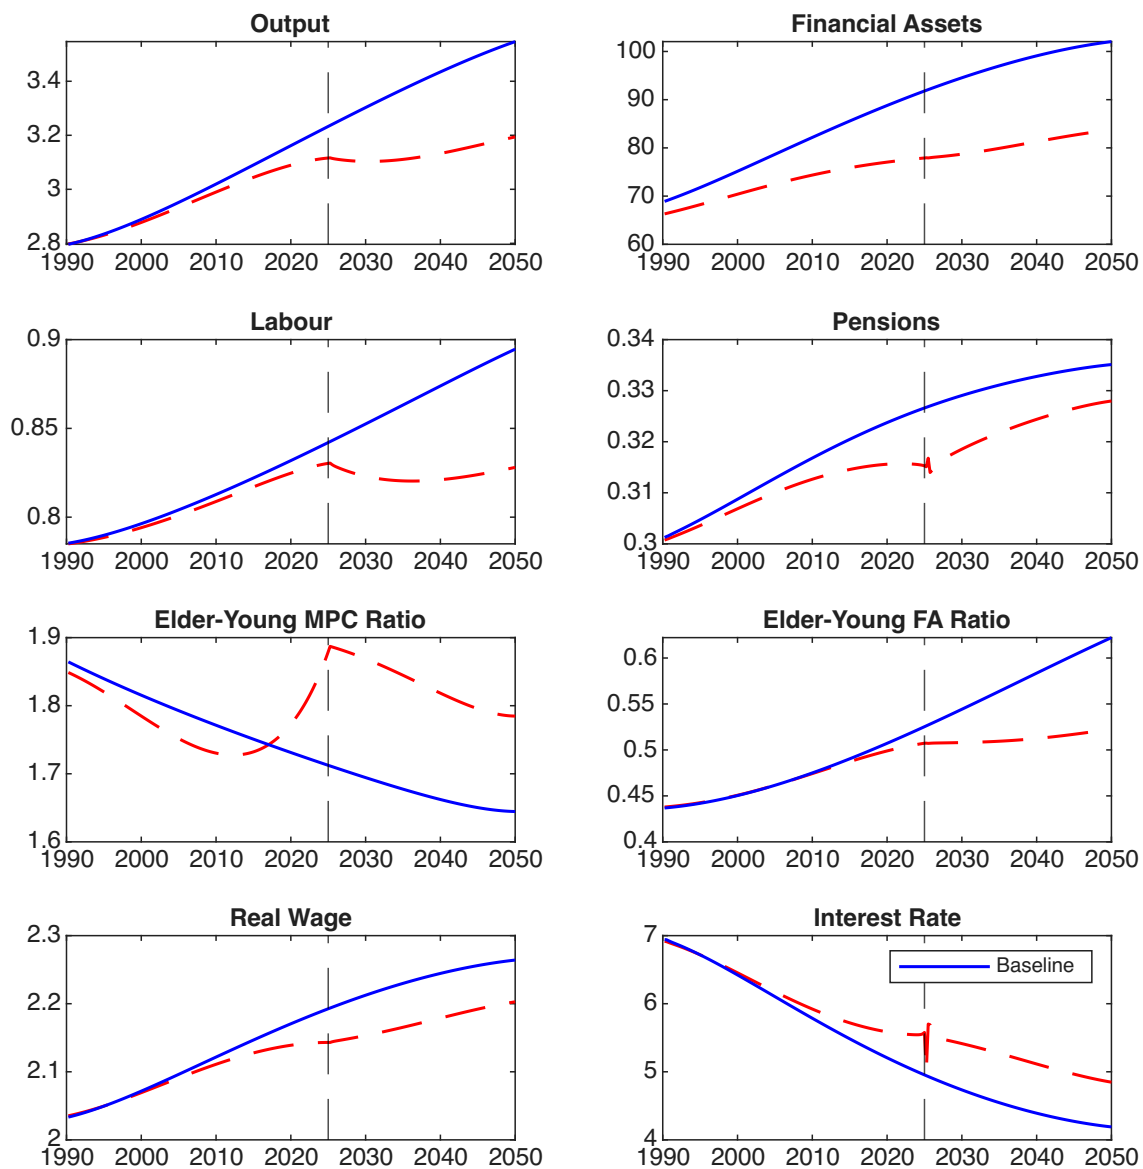 Output
3.4
3.2
3
2.8
1990 2000 2010 2020 2030 2040 2050
Financial Assets
100
90
80
70
60
1990 2000 2010 2020 2030 2040 2050
Labour
0.9
0.85
0.8
1990 2000 2010 2020 2030 2040 2050
Pensions
0.34
0.33
0.32
0.31
0.3
1990 2000 2010 2020 2030 2040 2050
Elder-Young MPC Ratio
1.9
1.8
1.7
1.6
1990 2000 2010 2020 2030 2040 2050
Elder-Young FA Ratio
0.6
0.55
0.5
0.45
0.4
1990 2000 2010 2020 2030 2040 2050
Real Wage
2.3
2.2
2.1
2
1990 2000 2010 2020 2030 2040 2050
Interest Rate
7
6
5
4
Baseline
1990 2000 2010 2020 2030 2040 2050